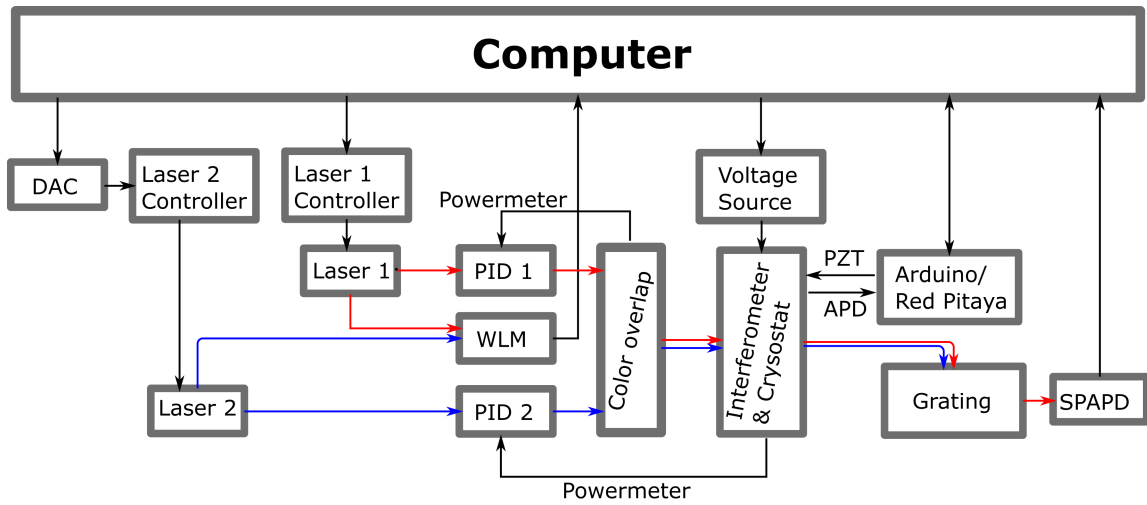 Computer
DAC
Laser 2
Controller
Laser 1
Controller
Voltage
Source
Powermeter
Laser 1
PID 1
PZT
APD
Arduino/
Red Pitaya
WLM
Color overlap
Interferometer
& Crysostat
Laser 2
PID 2
Grating
SPAPD
Powermeter